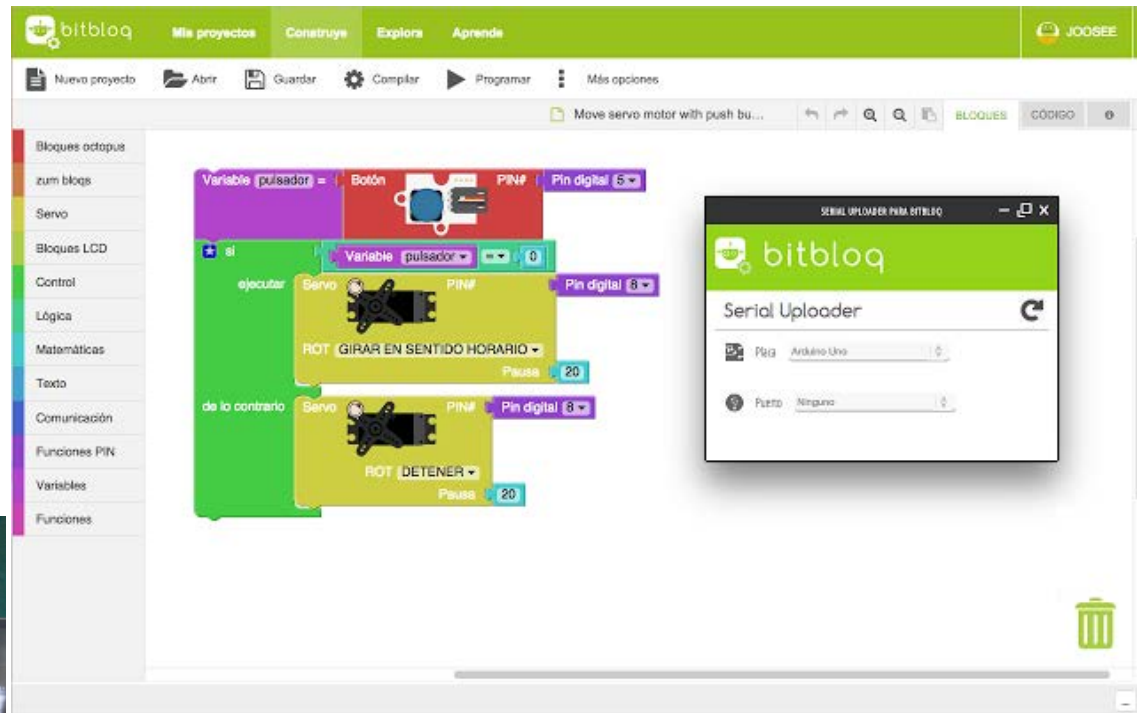 bitbloq Mis proyectos Construye Explora Aprende JOOSEE
Nuevo proyecto Abrir Guardar Compilar Programar Más opciones
Move servo motor with push bu... BLOQUES CÓDIGO
Bloques octopus
zum bloqs
Servo
Bloques LCD
Control
Lógica
Matemáticas
Texto
Comunicación
Funciones PIN
Variables
Funciones
Variable pulsador = Botón PIN# Pin digital 5
si Variable pulsador = 0
ejecutar Servo PIN# Pin digital 8
ROT GIRAR EN SENTIDO HORARIO
Pausa 20
de lo contrario Servo PIN# Pin digital 8
ROT DETENER
Pausa 20
SERIAL UPLOADER PARA BITBLOQ
bitbloq
Serial Uploader
Placa Arduino Uno
Puerto Ninguno